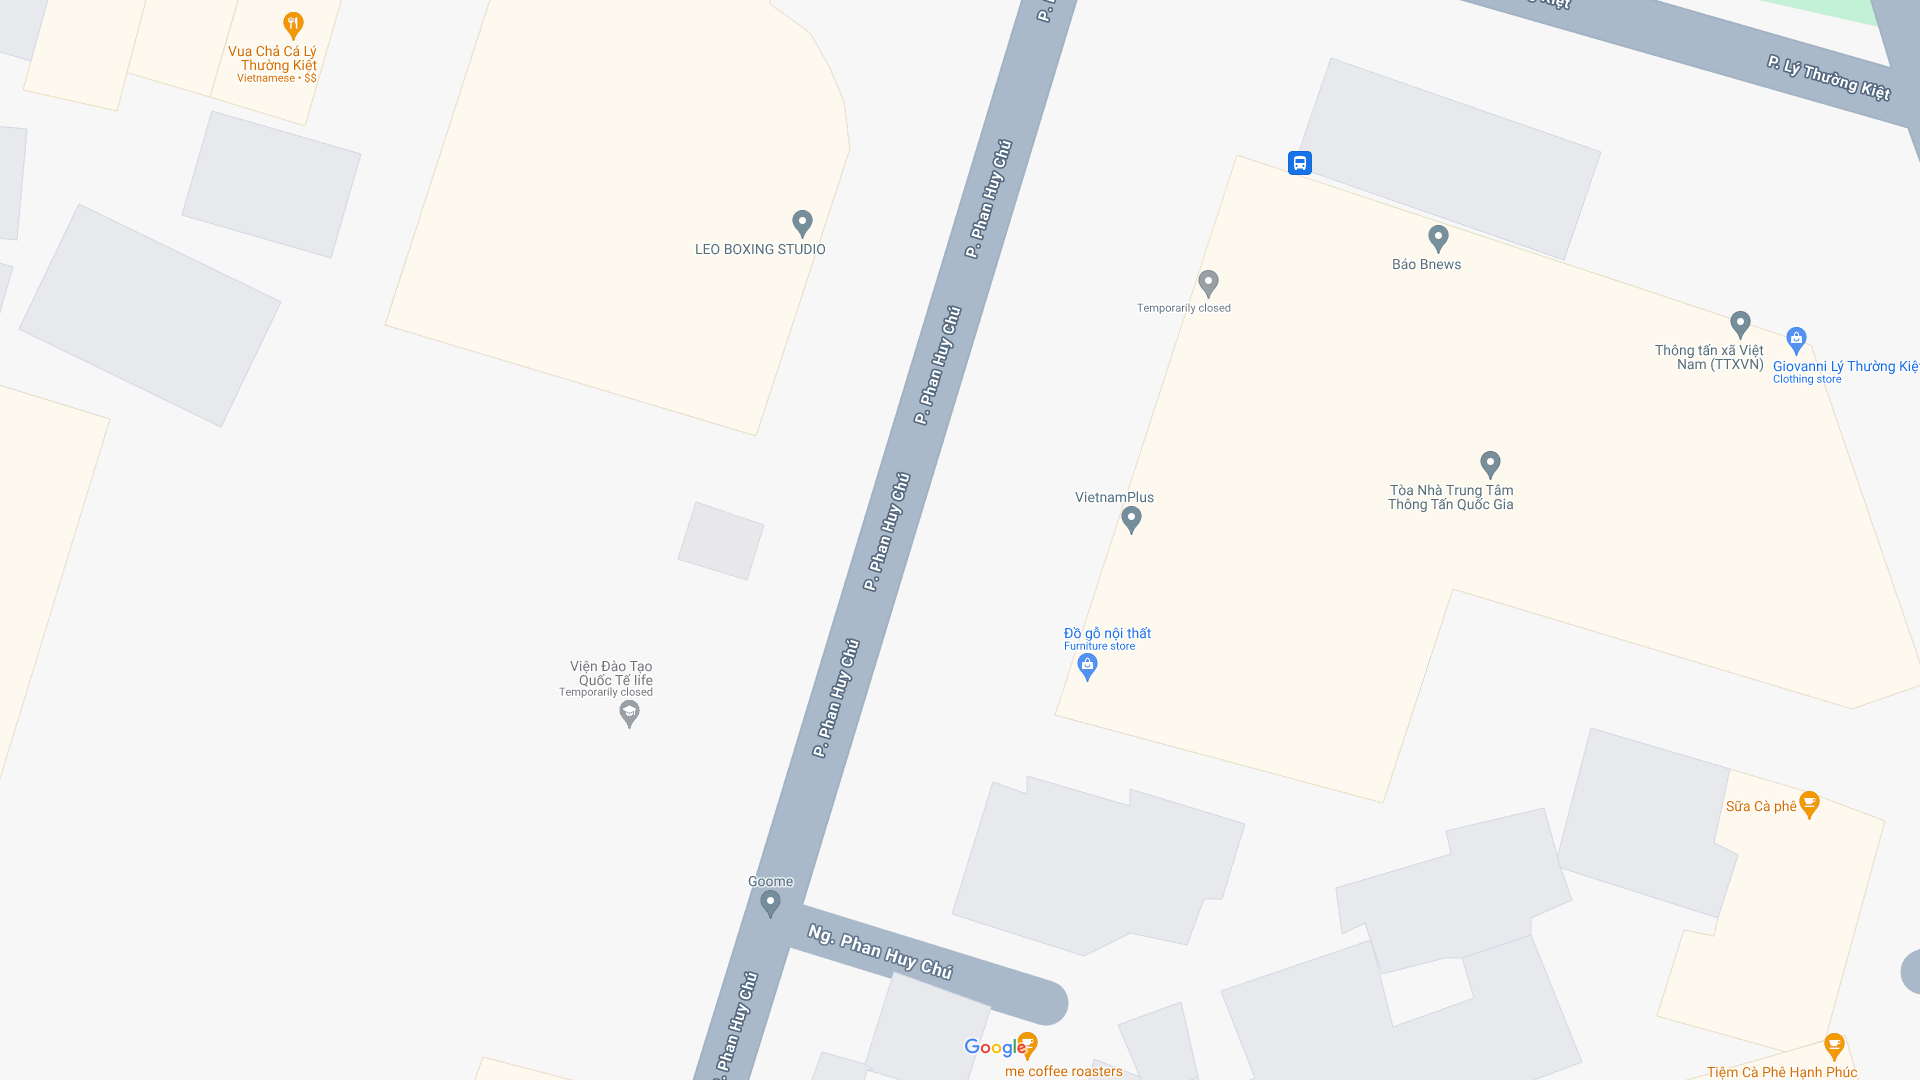 Vua Chả Cá Lý
Thường Kiệt
Vietnamese • $$
P. Lý Thường Kiệt
P. Phan Huy Chú
LEO BOXING STUDIO
Báo Bnews
Temporarily closed
P. Phan Huy Chú
Thông tấn xã Việt
Nam (TTXVN)
Giovanni Lý Thường Kiệt
Clothing store
P. Phan Huy Chú
VietnamPlus
Tòa Nhà Trung Tâm
Thông Tấn Quốc Gia
Đồ gỗ nội thất
Furniture store
Viện Đào Tạo
Quốc Tế life
Temporarily closed
P. Phan Huy Chú
Sữa Cà phê
Goome
Ng. Phan Huy Chú
P. Phan Huy Chú
Google
me coffee roasters
Tiệm Cà Phê Hạnh Phúc